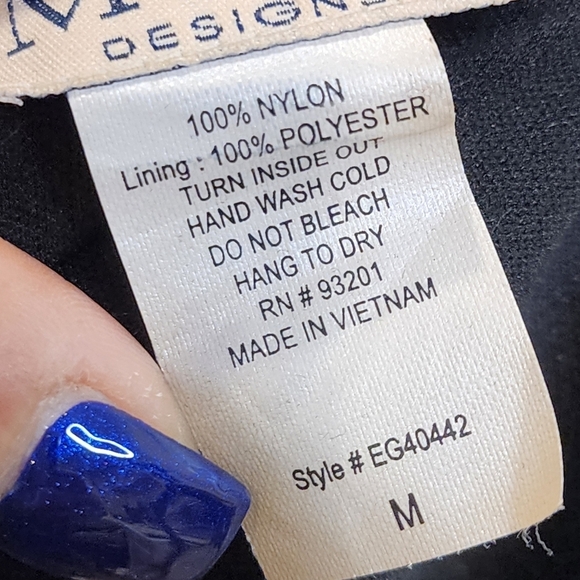 100% NYLON
Lining : 100% POLYESTER
TURN INSIDE OUT
HAND WASH COLD
DO NOT BLEACH
HANG TO DRY
RN # 93201
MADE IN VIETNAM
Style # EG40442
M